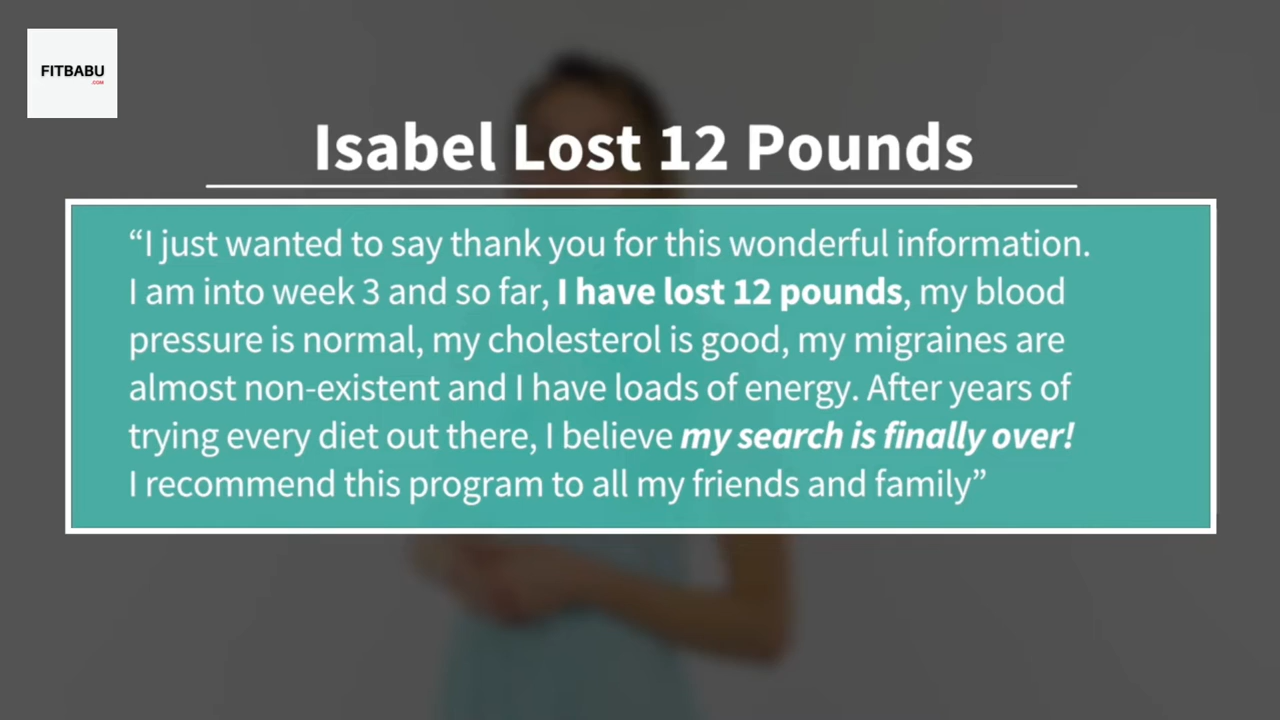 FITBABU
.COM
Isabel Lost 12 Pounds
“I just wanted to say thank you for this wonderful information.
I am into week 3 and so far, I have lost 12 pounds, my blood
pressure is normal, my cholesterol is good, my migraines are
almost non-existent and I have loads of energy. After years of
trying every diet out there, I believe my search is finally over!
I recommend this program to all my friends and family”